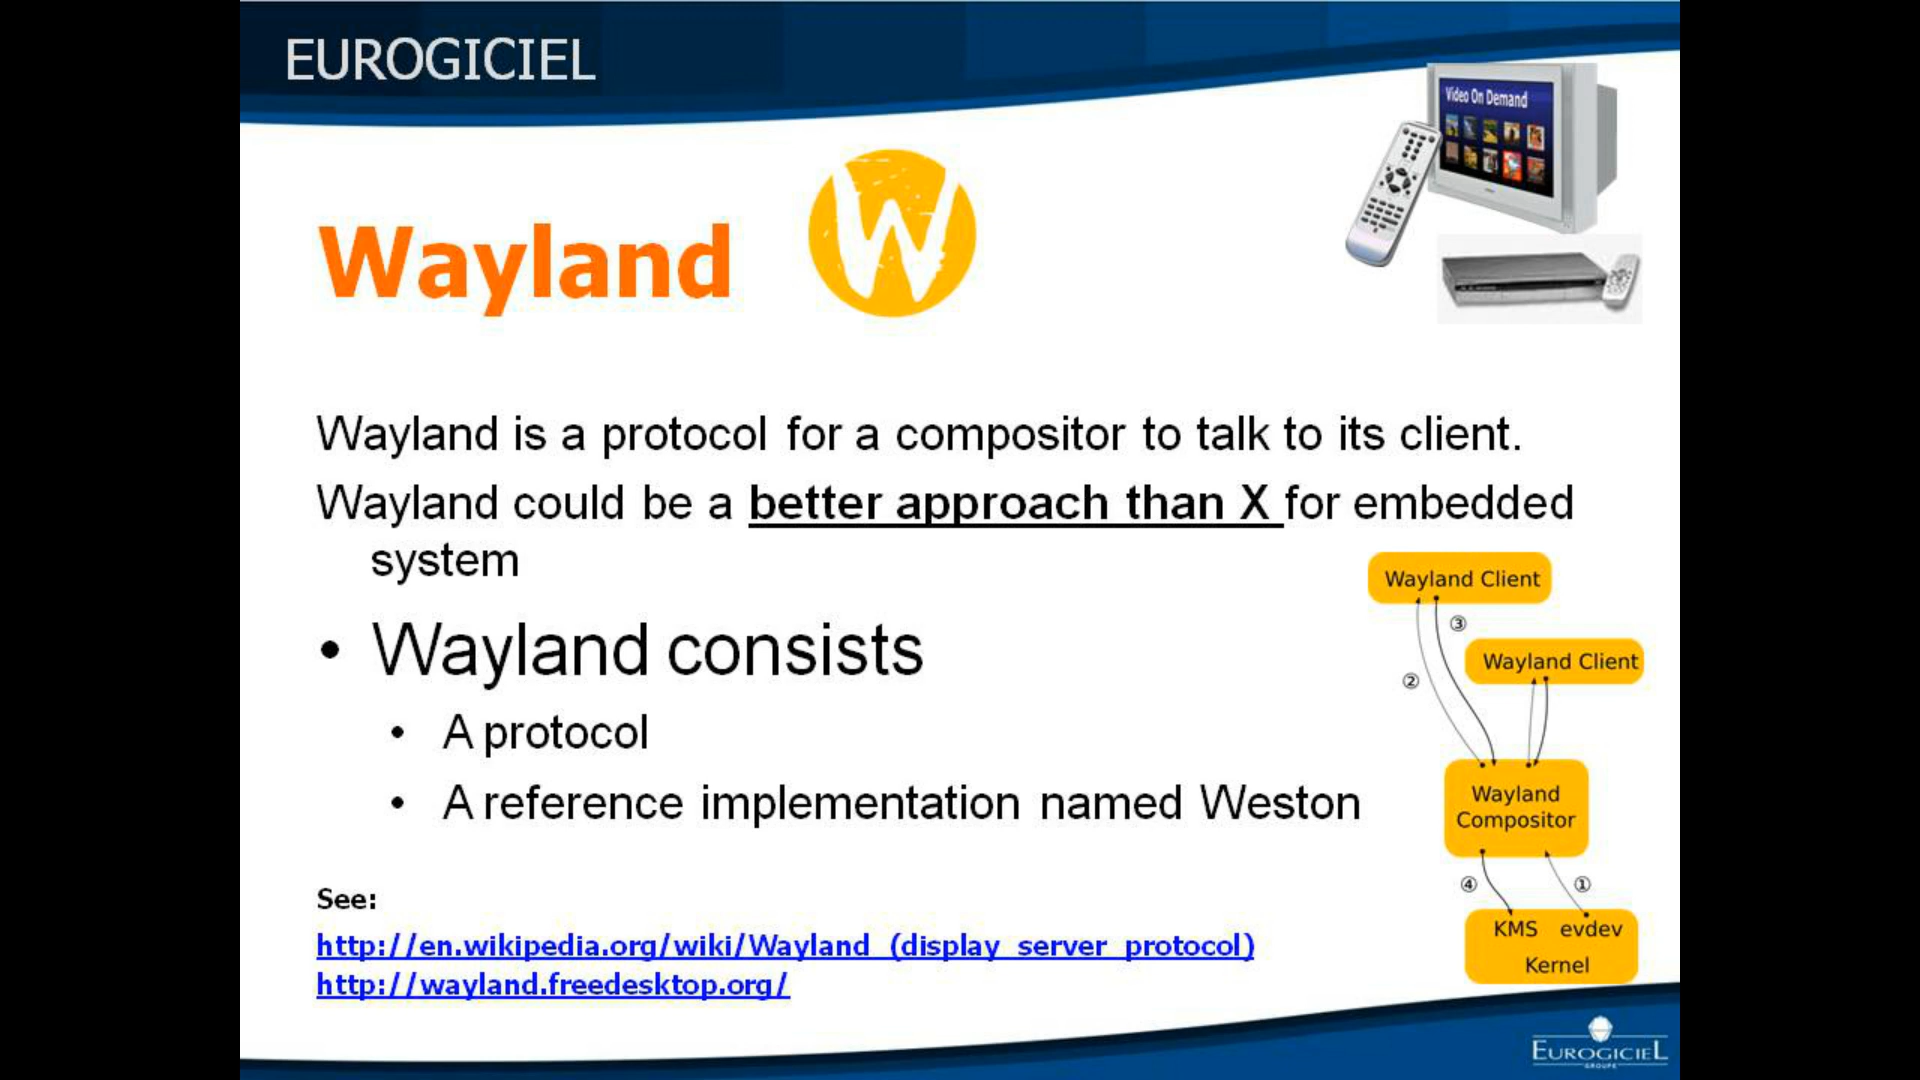 EUROGICIEL
Video On Demand
Wayland
W
Wayland is a protocol for a compositor to talk to its client.
Wayland could be a better approach than X for embedded
system
• Wayland consists
• A protocol
• A reference implementation named Weston
Wayland Client
③
Wayland Client
②
Wayland
Compositor
④
①
KMS evdev
Kernel
See:
http://en.wikipedia.org/wiki/Wayland_(display_server_protocol)
http://wayland.freedesktop.org/
EUROGICIEL
GROUPE